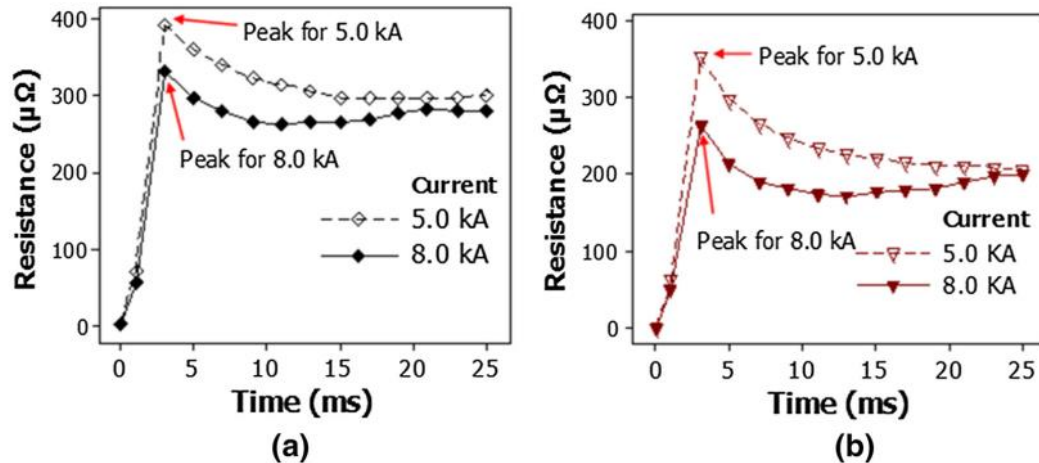 Resistance (µΩ)
400
300
200
100
0
Peak for 5.0 kA
Peak for 8.0 kA
Current
5.0 kA
8.0 kA
0 5 10 15 20 25
Time (ms)
(a)
Resistance (µΩ)
400
300
200
100
0
Peak for 5.0 kA
Peak for 8.0 kA
Current
5.0 KA
8.0 KA
0 5 10 15 20 25
Time (ms)
(b)